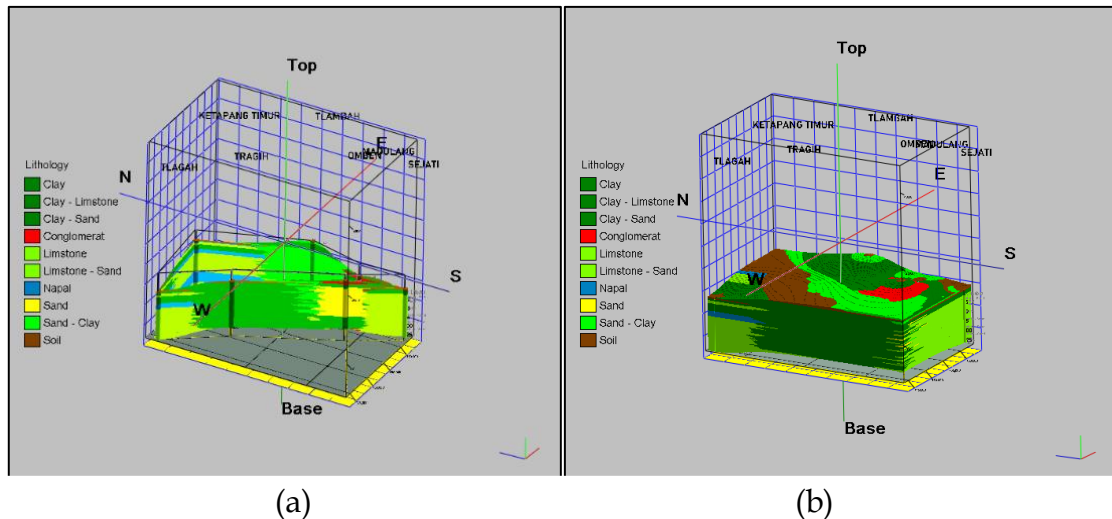 Top
KETAPANG TIMUR
TLAMBAH
TRAGIH
E
OMBEN
MADULANG
SEJATI
TLAGAH
N
Lithology
Clay
Clay - Limstone
Clay - Sand
Conglomerat
Limstone
Limstone - Sand
Napal
Sand
Sand - Clay
Soil
S
W
Base
(a)
Top
KETAPANG TIMUR
TLAMBAH
TRAGIH
OMBEN
MADULANG
SEJATI
TLAGAH
E
N
Lithology
Clay
Clay - Limstone
Clay - Sand
Conglomerat
Limstone
Limstone - Sand
Napal
Sand
Sand - Clay
Soil
S
W
Base
(b)